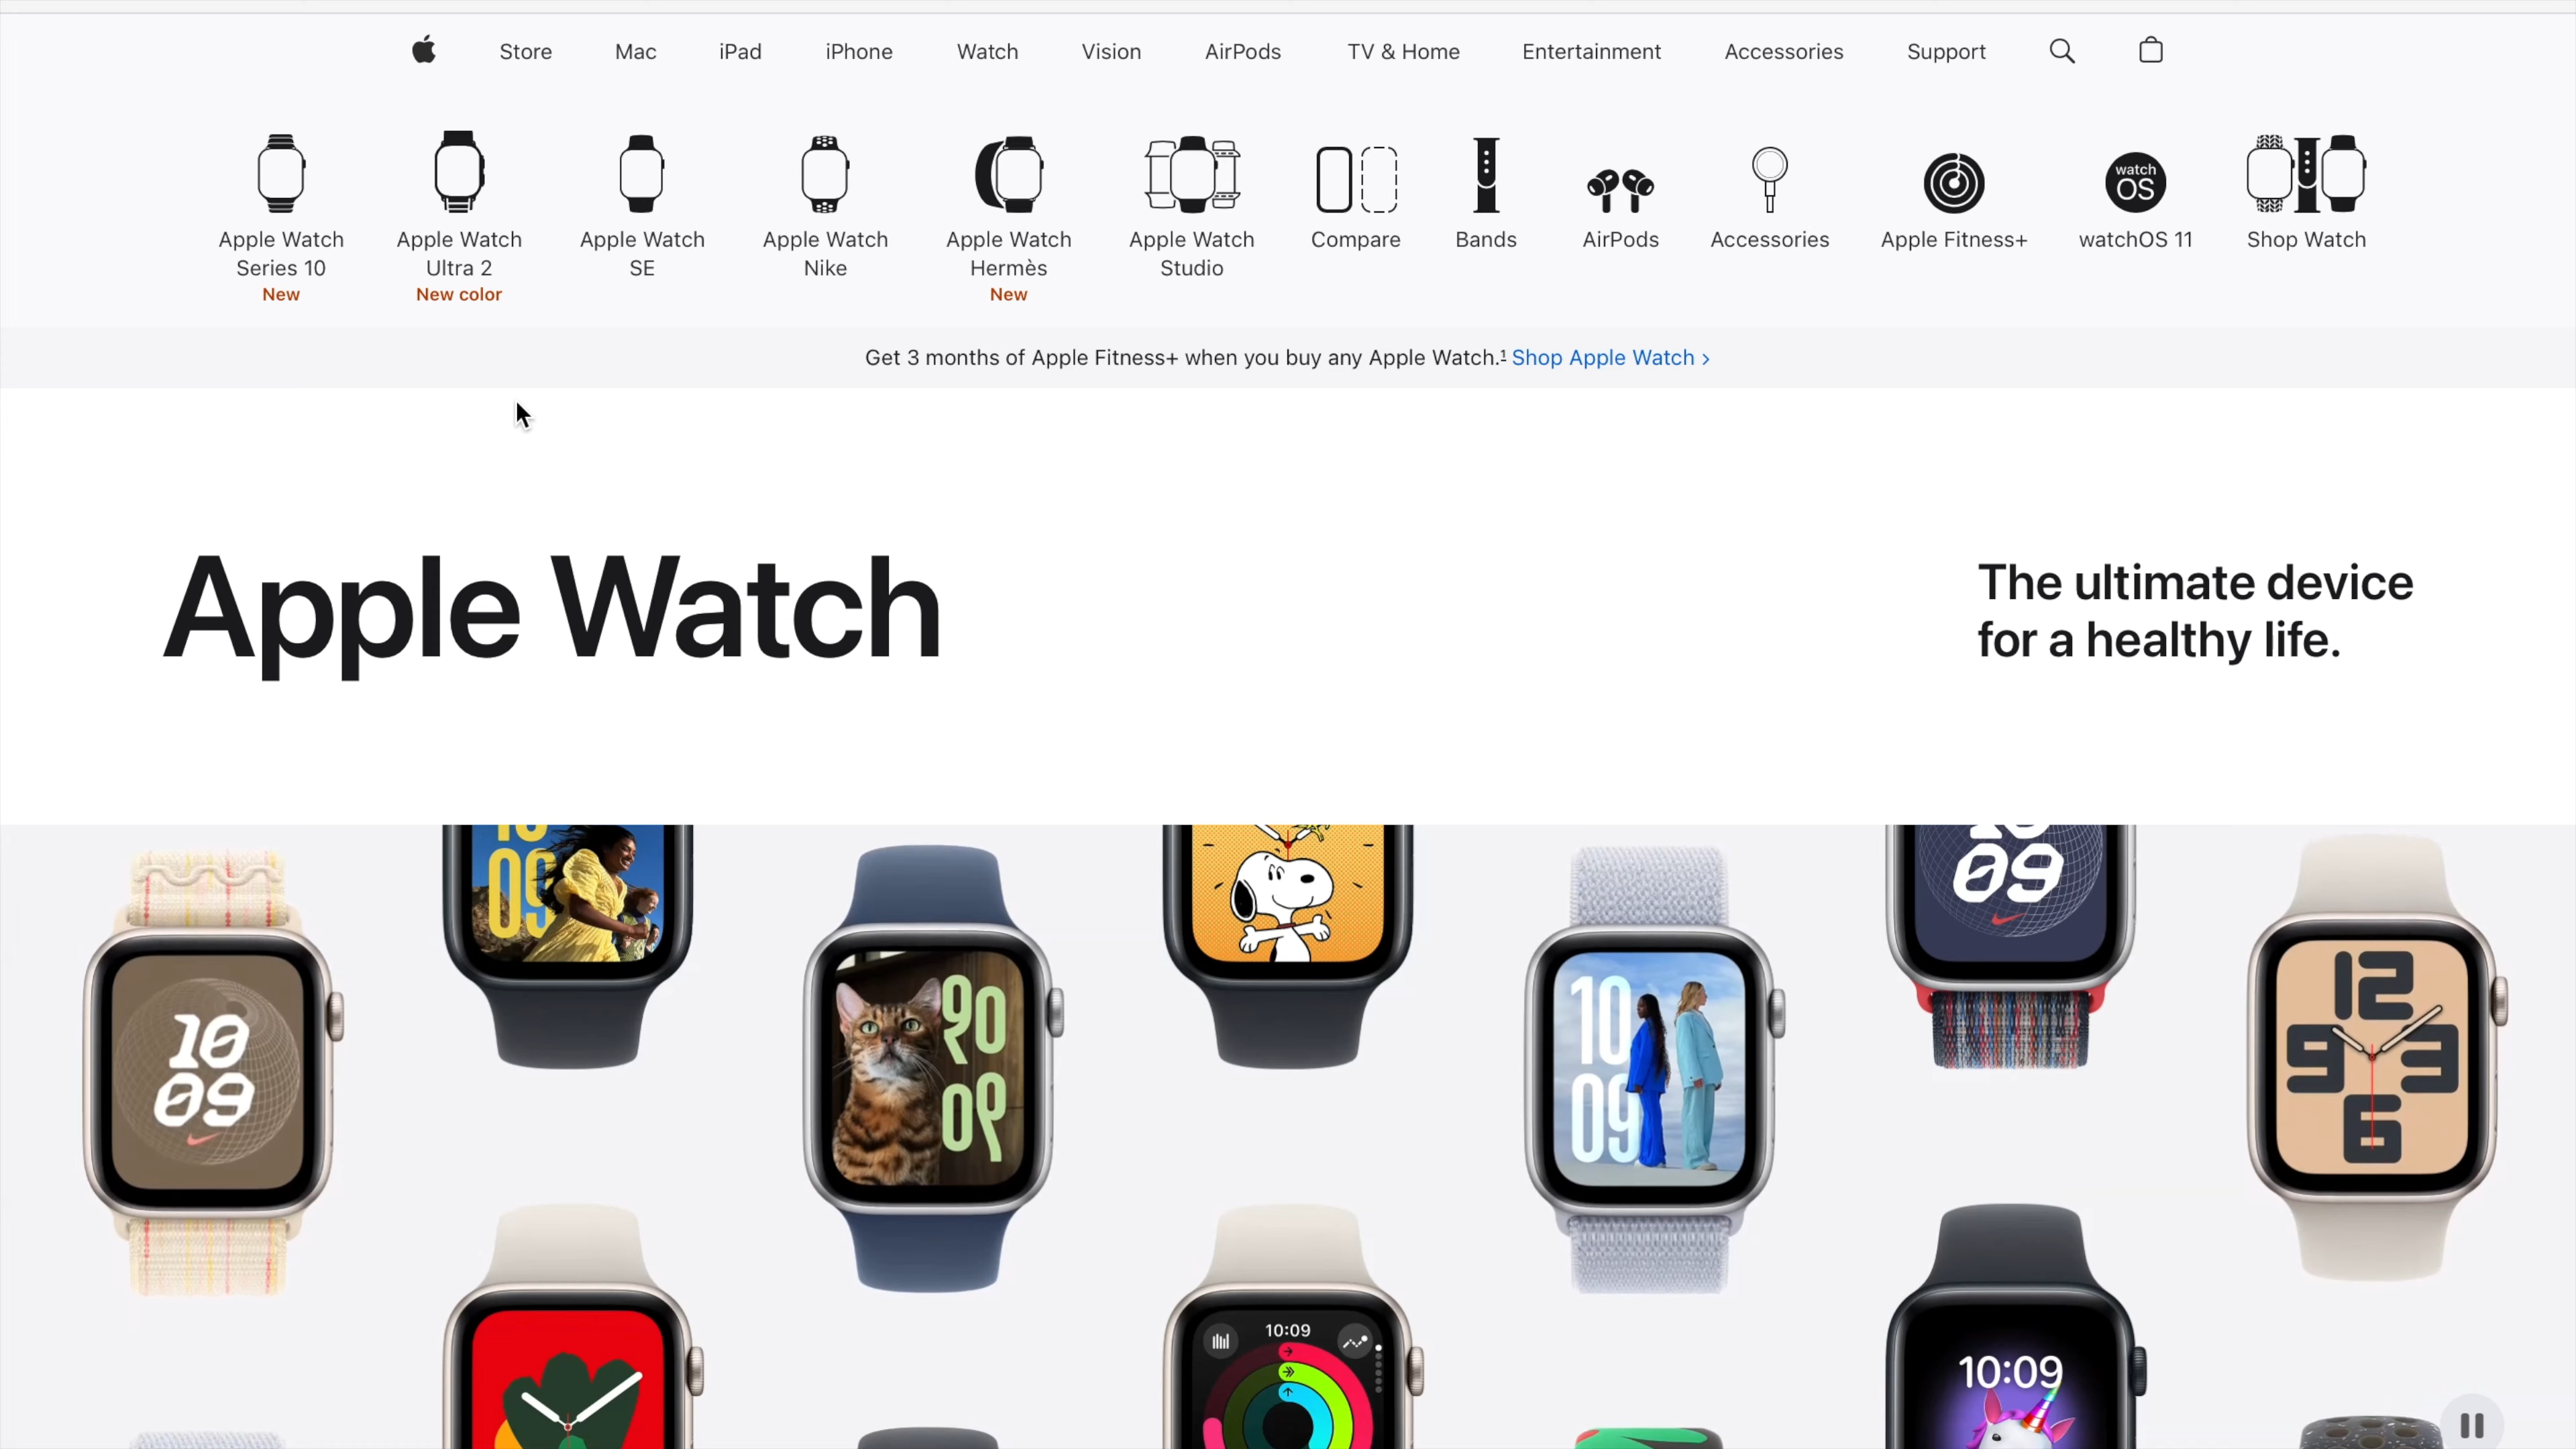 Store Mac iPad iPhone Watch Vision AirPods TV & Home Entertainment Accessories Support
Apple Watch Series 10 New
Apple Watch Ultra 2 New color
Apple Watch SE
Apple Watch Nike
Apple Watch Hermès New
Apple Watch Studio
Compare
Bands
AirPods
Accessories
Apple Fitness+
watch OS
watchOS 11
Shop Watch
Get 3 months of Apple Fitness+ when you buy any Apple Watch.¹ Shop Apple Watch >
Apple Watch
The ultimate device
for a healthy life.
10
09
09
१०
०९
10
09
09
12
9 3
6
10:09
10:09